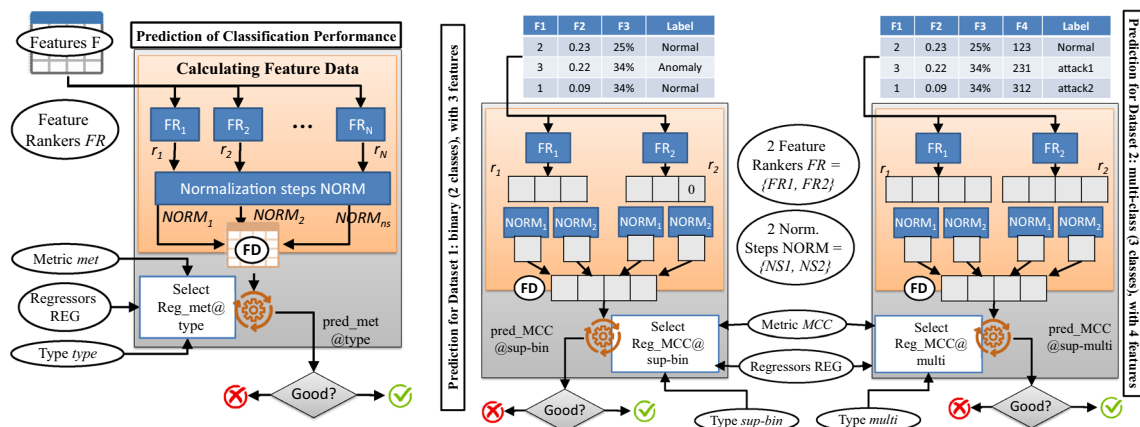 Features F
Prediction of Classification Performance
Calculating Feature Data
Feature
Rankers FR
FR1
FR2
...
FRN
r1
r2
rN
Normalization steps NORM
NORM1
NORM2
NORMns
FD
Metric met
Regressors
REG
Type type
Select
Reg_met@
type
pred_met
@type
Good?
Prediction for Dataset 1: binary (2 classes), with 3 features
F1 F2 F3 Label
2 0.23 25% Normal
3 0.22 34% Anomaly
1 0.09 34% Normal
FR1
FR2
r1
r2
0
NORM1
NORM2
NORM1
NORM2
FD
pred_MCC
@sup-bin
Select
Reg_MCC@
sup-bin
Good?
Type sup-bin
2 Feature
Rankers FR =
{FR1, FR2}
2 Norm.
Steps NORM =
{NS1, NS2}
Metric MCC
Regressors REG
Type multi
F1 F2 F3 F4 Label
2 0.23 25% 123 Normal
3 0.22 34% 231 attack1
1 0.09 34% 312 attack2
FR1
FR2
r1
r2
NORM1
NORM2
NORM1
NORM2
FD
Select
Reg_MCC@
multi
pred_MCC
@sup-multi
Good?
Prediction for Dataset 2: multi-class (3 classes), with 4 features